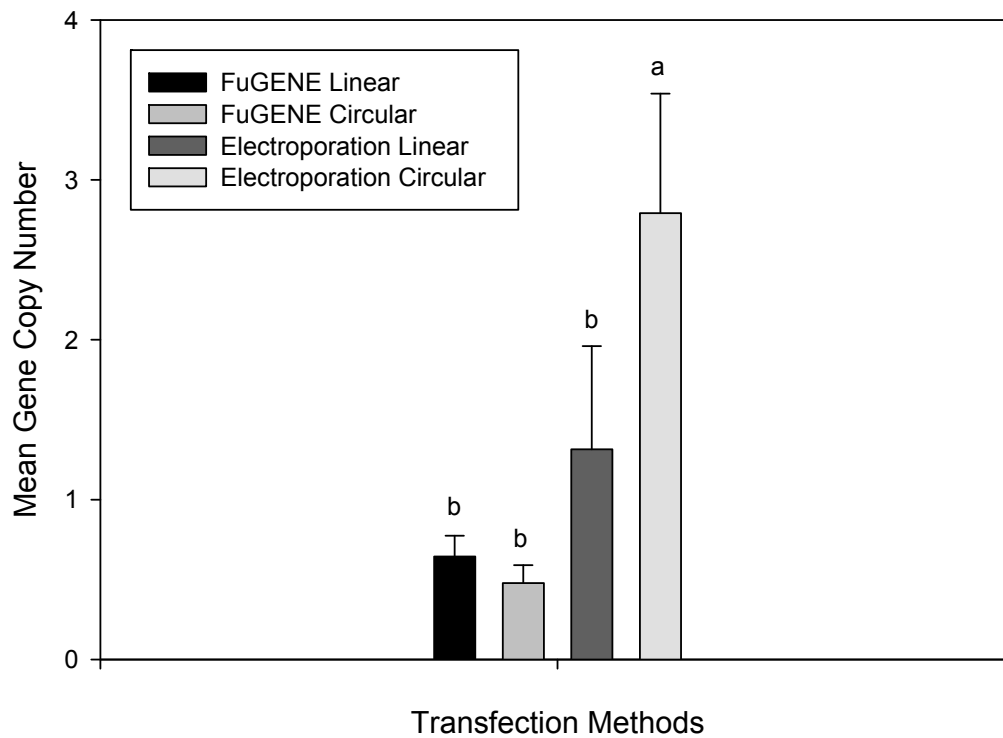 4
3
2
1
0
Mean Gene Copy Number
FuGENE Linear
FuGENE Circular
Electroporation Linear
Electroporation Circular
b
b
b
a
Transfection Methods